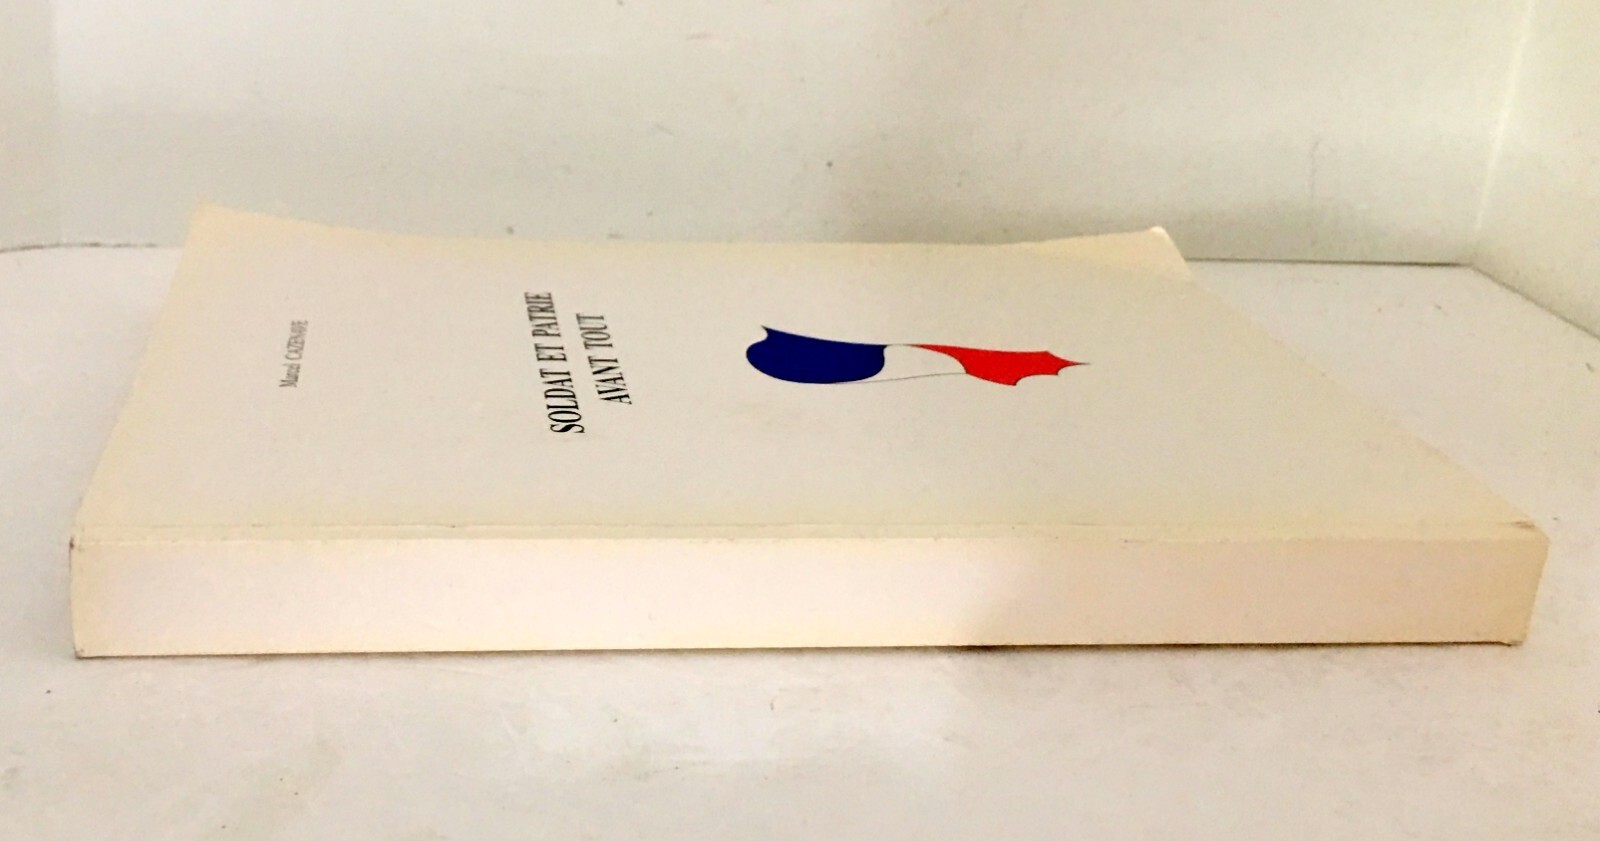 Marcel CAZENAVE
SOLDAT ET PATRIE
AVANT TOUT